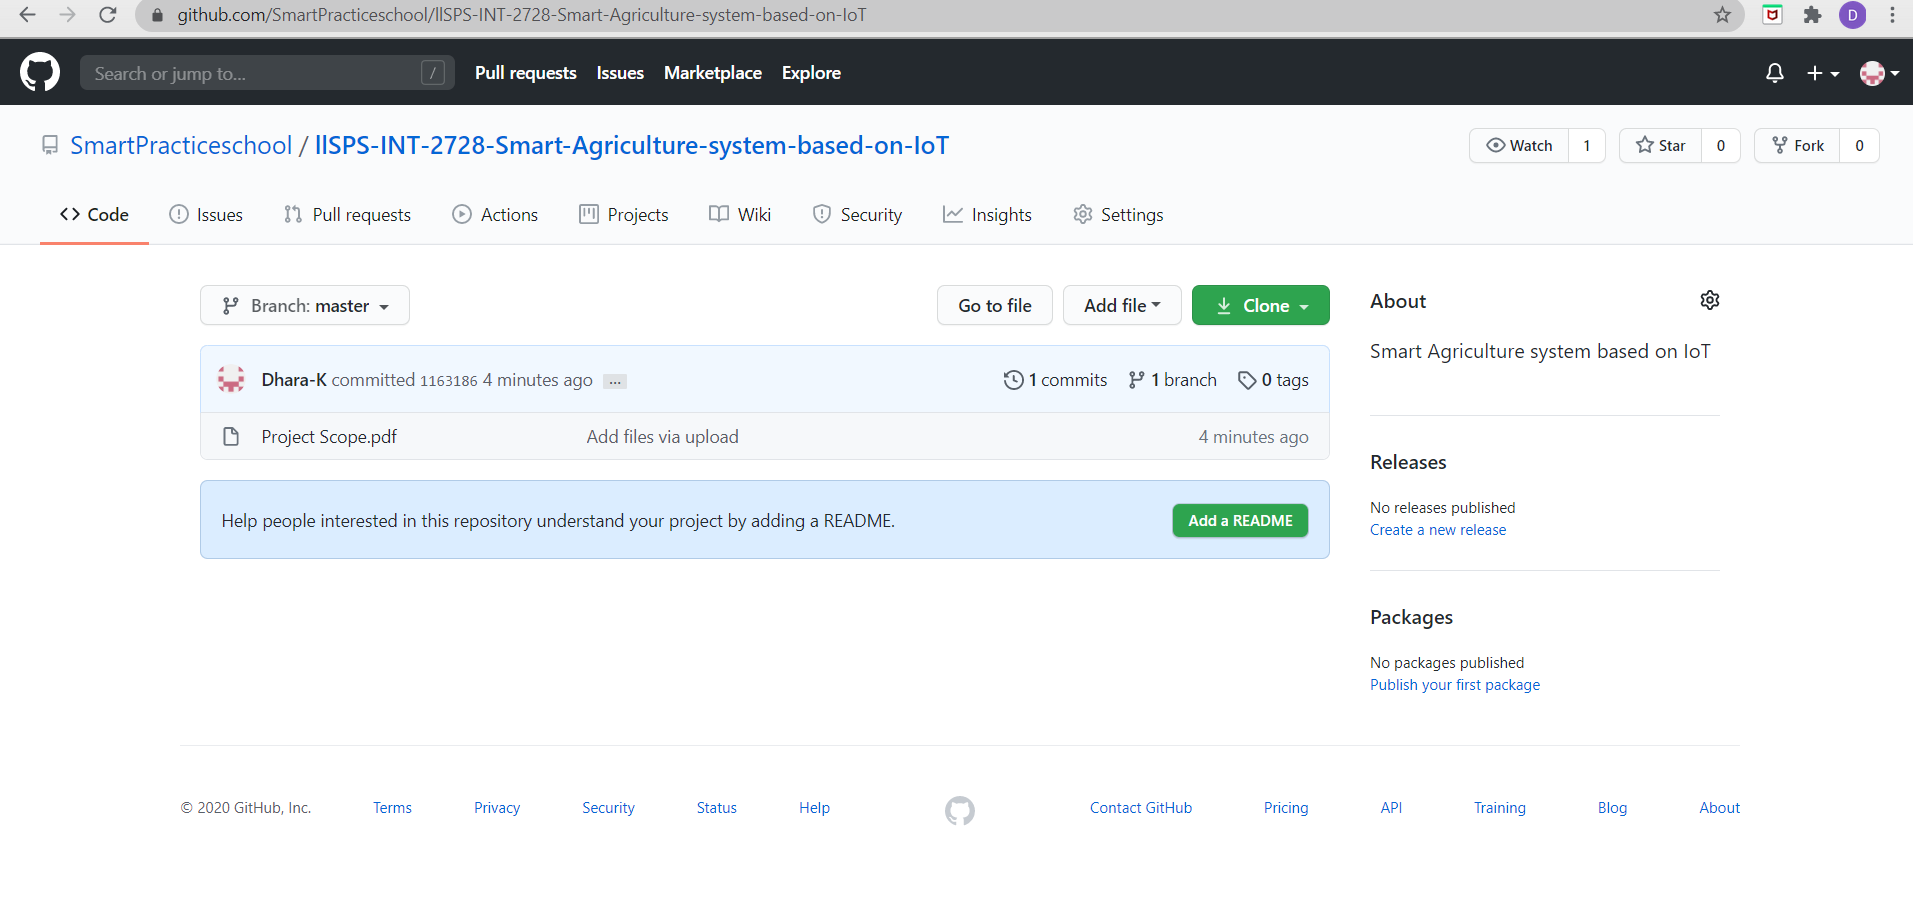 github.com/SmartPracticeschool/llSPS-INT-2728-Smart-Agriculture-system-based-on-IoT
D
Search or jump to... /
Pull requests Issues Marketplace Explore
SmartPracticeschool / llSPS-INT-2728-Smart-Agriculture-system-based-on-IoT
Watch 1 Star 0 Fork 0
Code Issues Pull requests Actions Projects Wiki Security Insights Settings
Branch: master Go to file Add file Clone
Dhara-K committed 1163186 4 minutes ago ... 1 commits 1 branch 0 tags
Project Scope.pdf Add files via upload 4 minutes ago
Help people interested in this repository understand your project by adding a README. Add a README
About
Smart Agriculture system based on IoT
Releases
No releases published
Create a new release
Packages
No packages published
Publish your first package
© 2020 GitHub, Inc. Terms Privacy Security Status Help Contact GitHub Pricing API Training Blog About